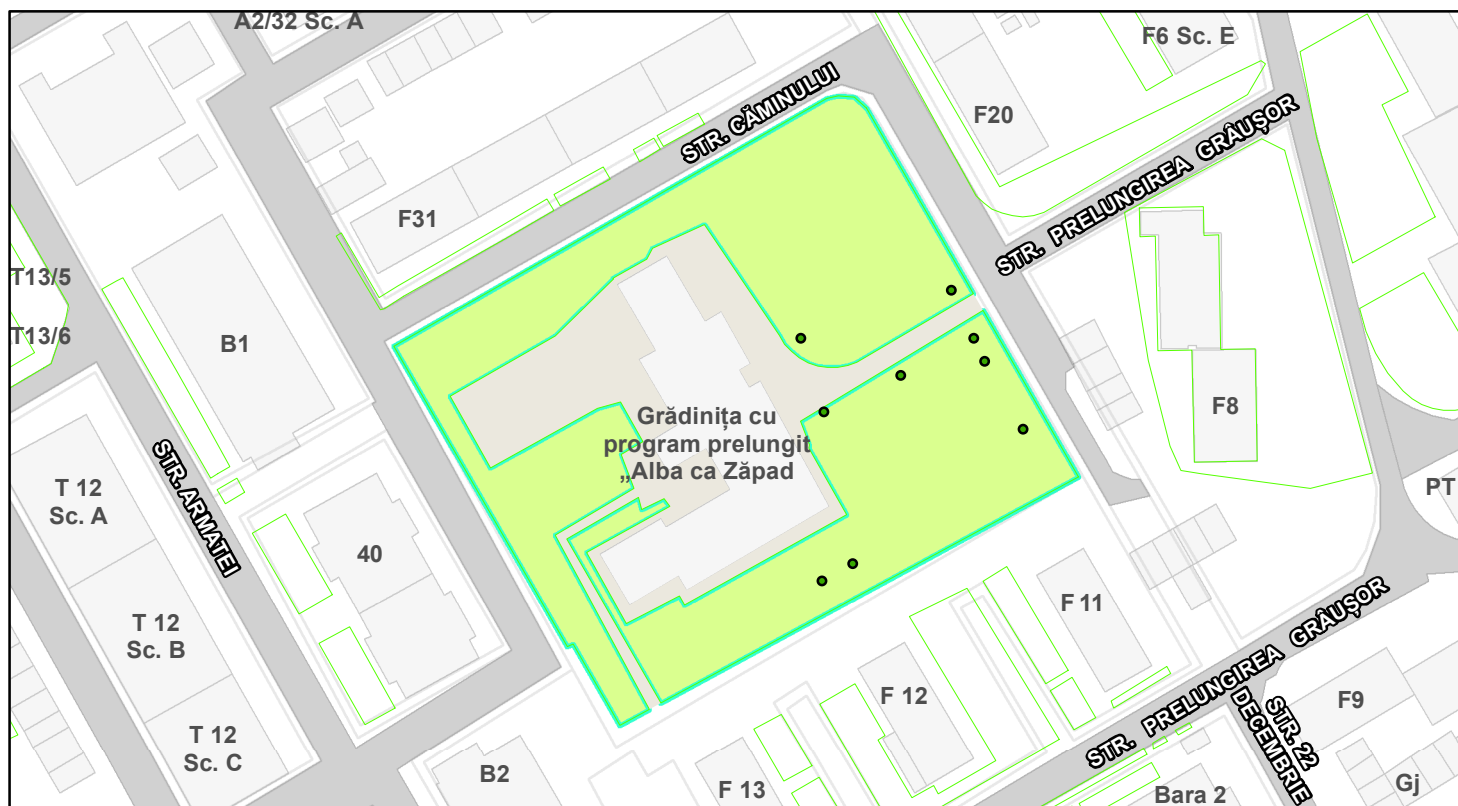 A2/32 Sc. A
F6 Sc. E
STR. CĂMINULUI
F20
STR. PRELUNGIREA GRÂUȘOR
F31
T13/5
T13/6
B1
F8
Grădinița cu
program prelungit
„Alba ca Zăpad
STR. ARMATEI
T 12
Sc. A
PT
40
F 11
T 12
Sc. B
STR. PRELUNGIREA GRÂUȘOR
F 12
F9
STR. 22
DECEMBRIE
T 12
Sc. C
B2
F 13
Bara 2
Gj